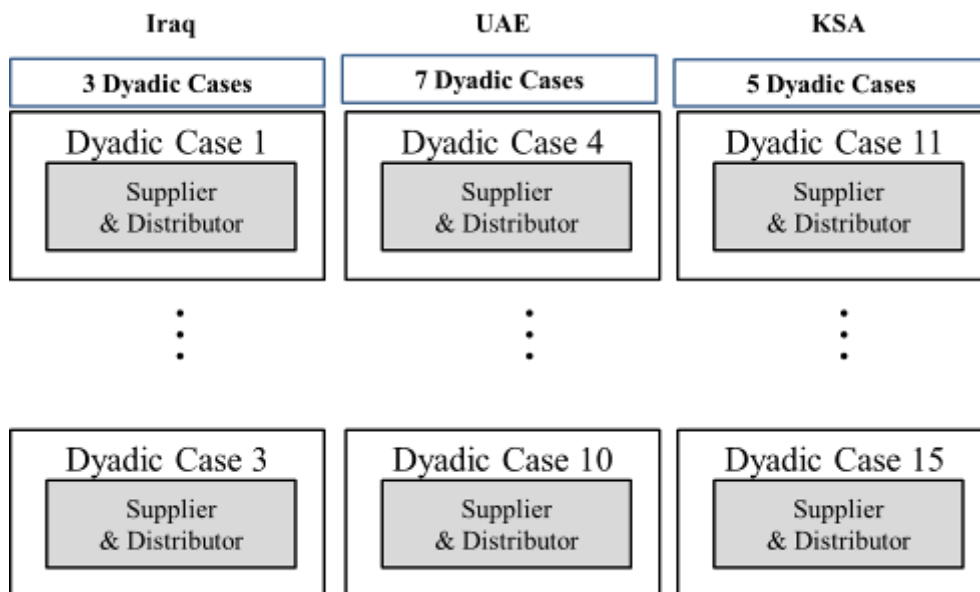 Iraq
UAE
KSA
3 Dyadic Cases
7 Dyadic Cases
5 Dyadic Cases
Dyadic Case 1
Supplier
& Distributor
Dyadic Case 4
Supplier
& Distributor
Dyadic Case 11
Supplier
& Distributor
Dyadic Case 3
Supplier
& Distributor
Dyadic Case 10
Supplier
& Distributor
Dyadic Case 15
Supplier
& Distributor